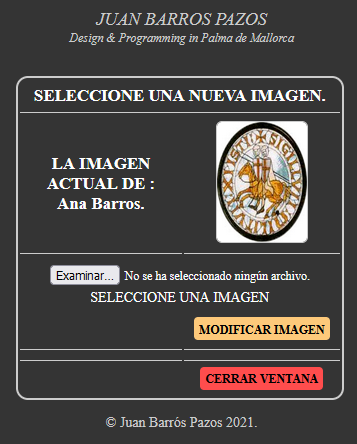 JUAN BARROS PAZOS
Design & Programming in Palma de Mallorca
SELECCIONE UNA NUEVA IMAGEN.
LA IMAGEN
ACTUAL DE :
Ana Barros.
Examinar... No se ha seleccionado ningún archivo.
SELECCIONE UNA IMAGEN
MODIFICAR IMAGEN
CERRAR VENTANA
© Juan Barrós Pazos 2021.